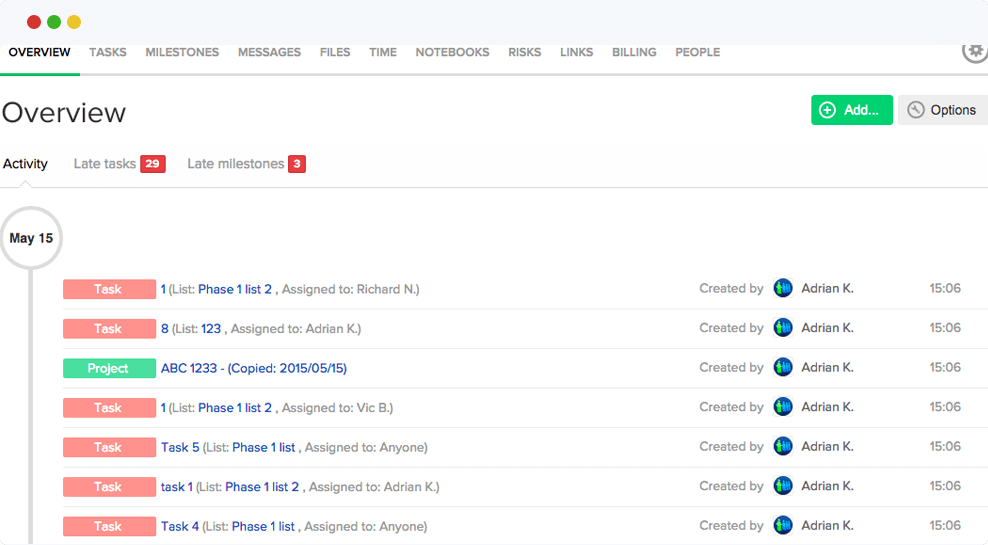 OVERVIEW TASKS MILESTONES MESSAGES FILES TIME NOTEBOOKS RISKS LINKS BILLING PEOPLE
Overview
Add... Options
Activity Late tasks 29 Late milestones 3
May 15
Task 1 (List: Phase 1 list 2 , Assigned to: Richard N.) Created by Adrian K. 15:06
Task 8 (List: 123 , Assigned to: Adrian K.) Created by Adrian K. 15:06
Project ABC 1233 - (Copied: 2015/05/15) Created by Adrian K. 15:06
Task 1 (List: Phase 1 list 2 , Assigned to: Vic B.) Created by Adrian K. 15:06
Task Task 5 (List: Phase 1 list , Assigned to: Anyone) Created by Adrian K. 15:06
Task task 1 (List: Phase 1 list 2 , Assigned to: Adrian K.) Created by Adrian K. 15:06
Task Task 4 (List: Phase 1 list , Assigned to: Anyone) Created by Adrian K. 15:06